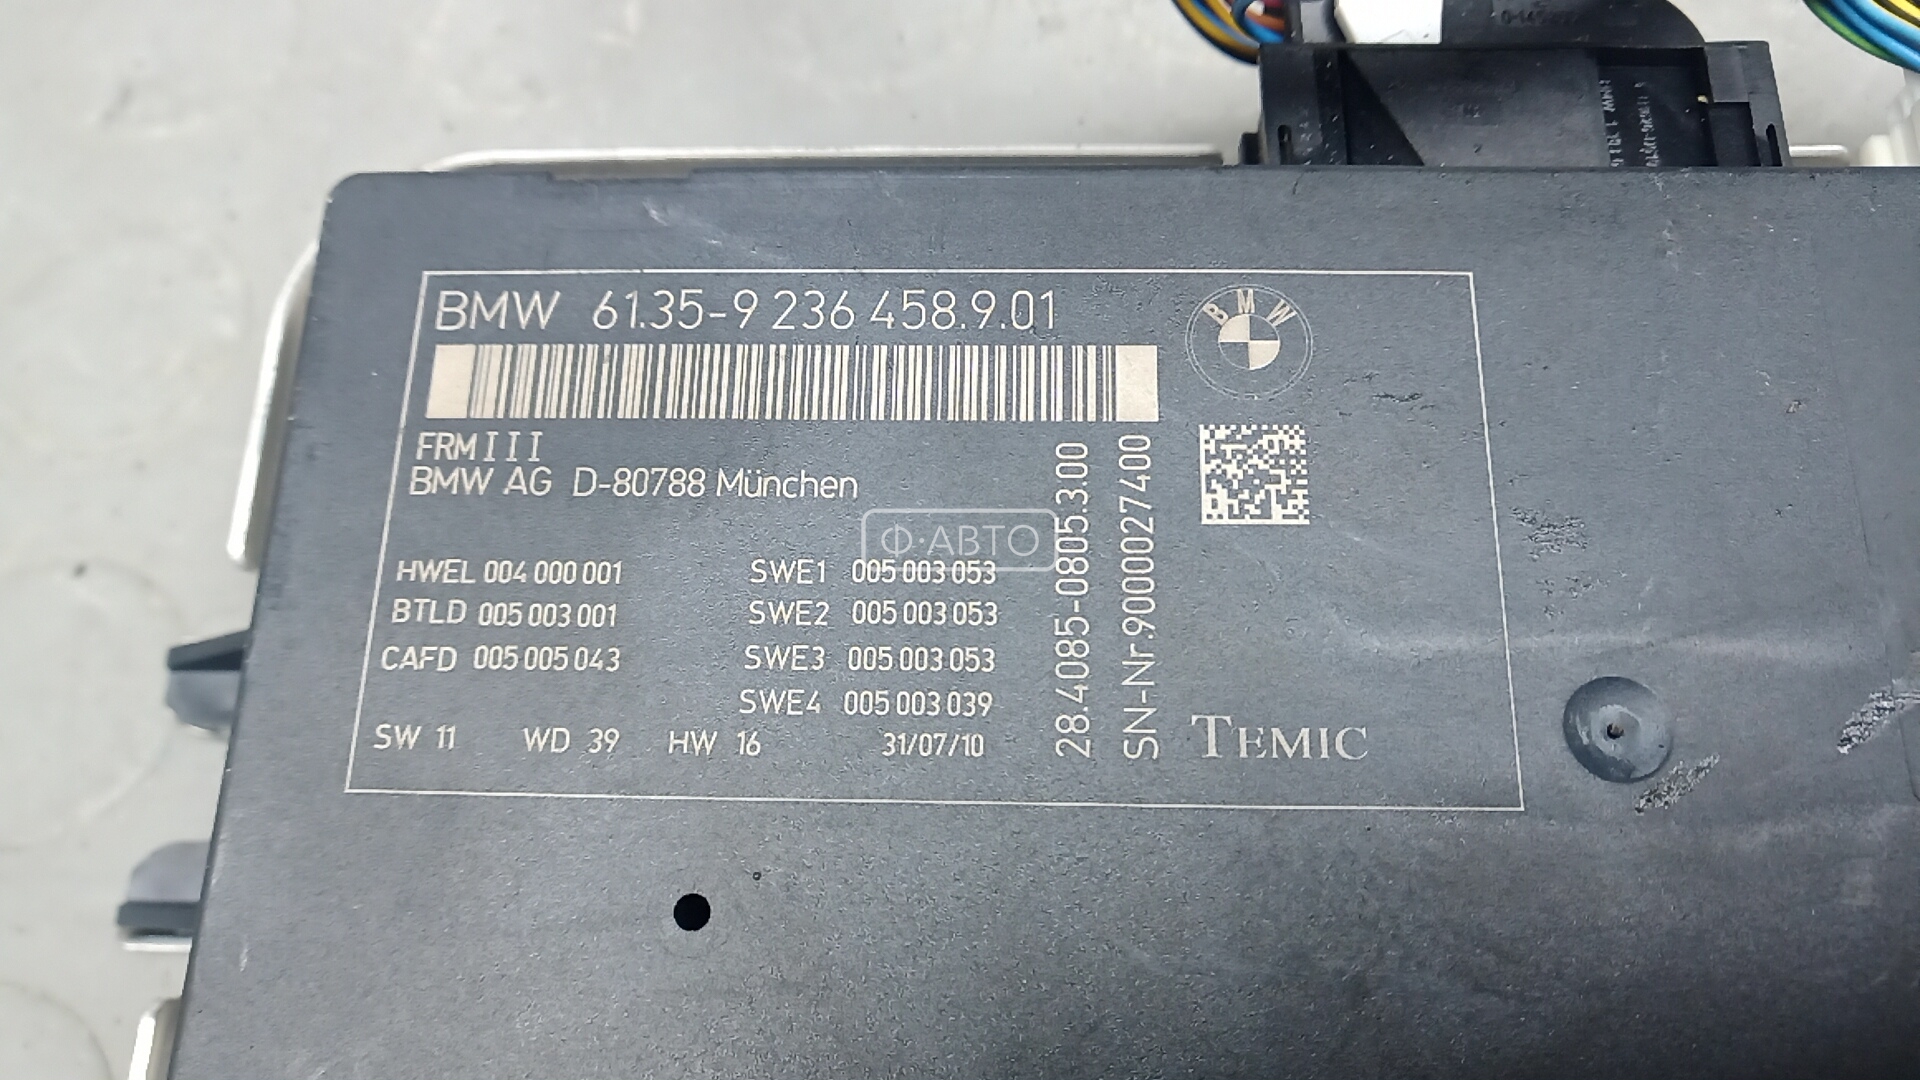 BMW 61.35-9 236 458.9.01
BMW
FRM III
BMW AG D-80788 München
Ф·АВТО
HWEL 004 000 001 SWE1 005 003 053
BTLD 005 003 001 SWE2 005 003 053
CAFD 005 005 043 SWE3 005 003 053
SWE4 005 003 039
SW 11 WD 39 HW 16 31/07/10
28.4085-0805.3.00
SN-Nr.90000027400
TEMIC